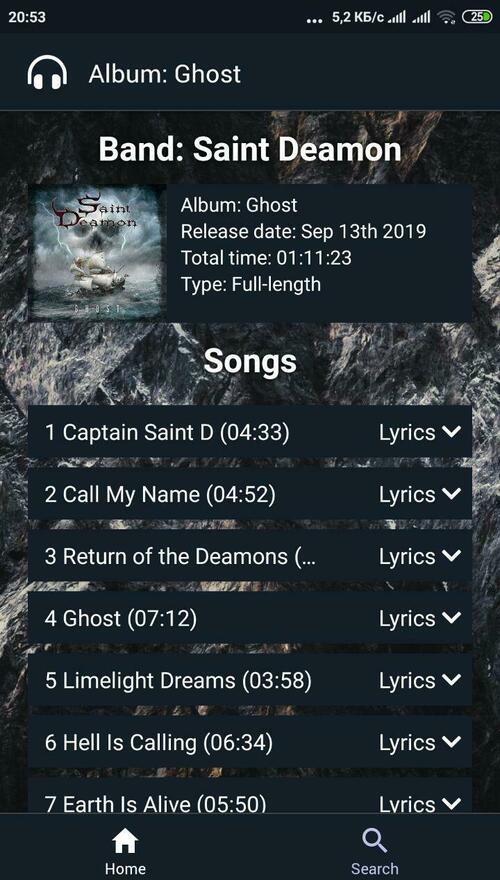 20:53 ... 5,2 КБ/с 25
Album: Ghost
Band: Saint Deamon
Saint
Deamon
GHOST
Album: Ghost
Release date: Sep 13th 2019
Total time: 01:11:23
Type: Full-length
Songs
1 Captain Saint D (04:33) Lyrics
2 Call My Name (04:52) Lyrics
3 Return of the Deamons (... Lyrics
4 Ghost (07:12) Lyrics
5 Limelight Dreams (03:58) Lyrics
6 Hell Is Calling (06:34) Lyrics
7 Earth Is Alive (05:50) Lyrics
Home Search